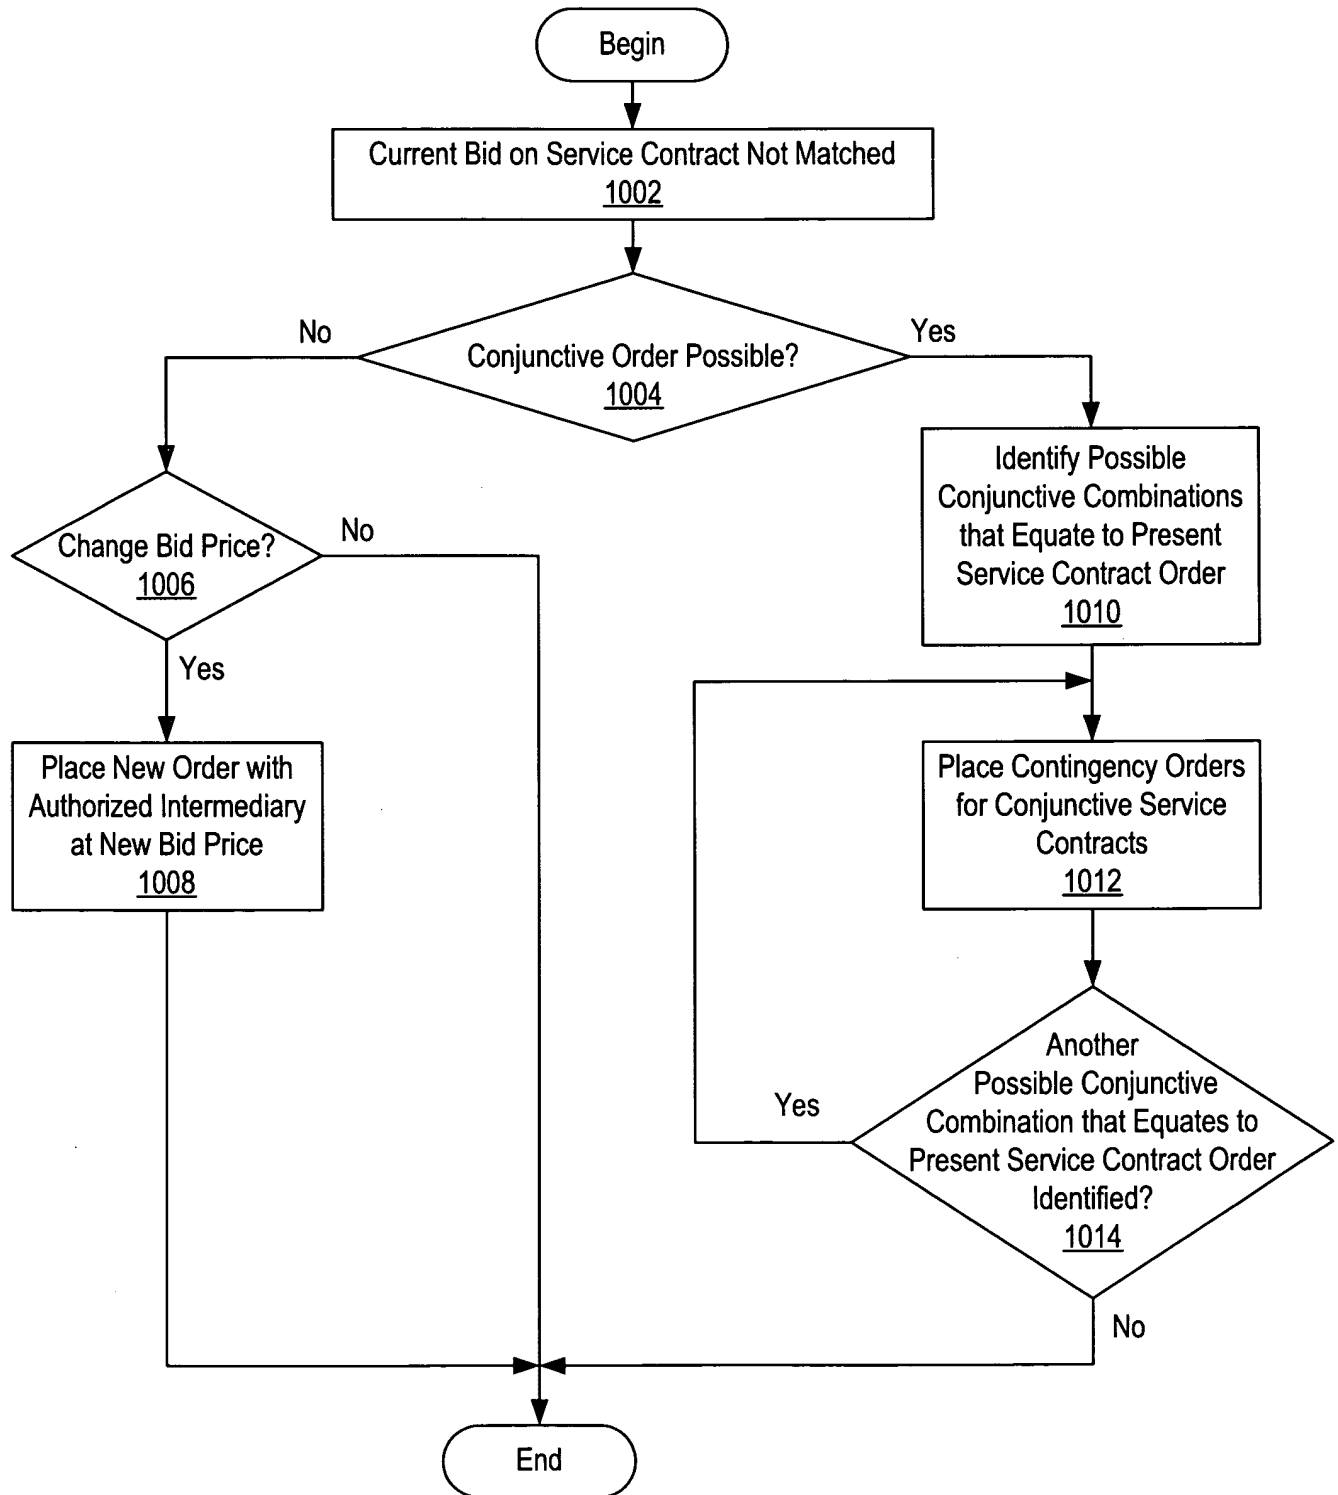 Begin
Current Bid on Service Contract Not Matched
1002
No
Yes
Conjunctive Order Possible?
1004
Identify Possible
Conjunctive Combinations
that Equate to Present
Service Contract Order
1010
Change Bid Price?
1006
No
Yes
Place New Order with
Authorized Intermediary
at New Bid Price
1008
Place Contingency Orders
for Conjunctive Service
Contracts
1012
Another
Possible Conjunctive
Combination that Equates to
Present Service Contract Order
Identified?
1014
Yes
No
End